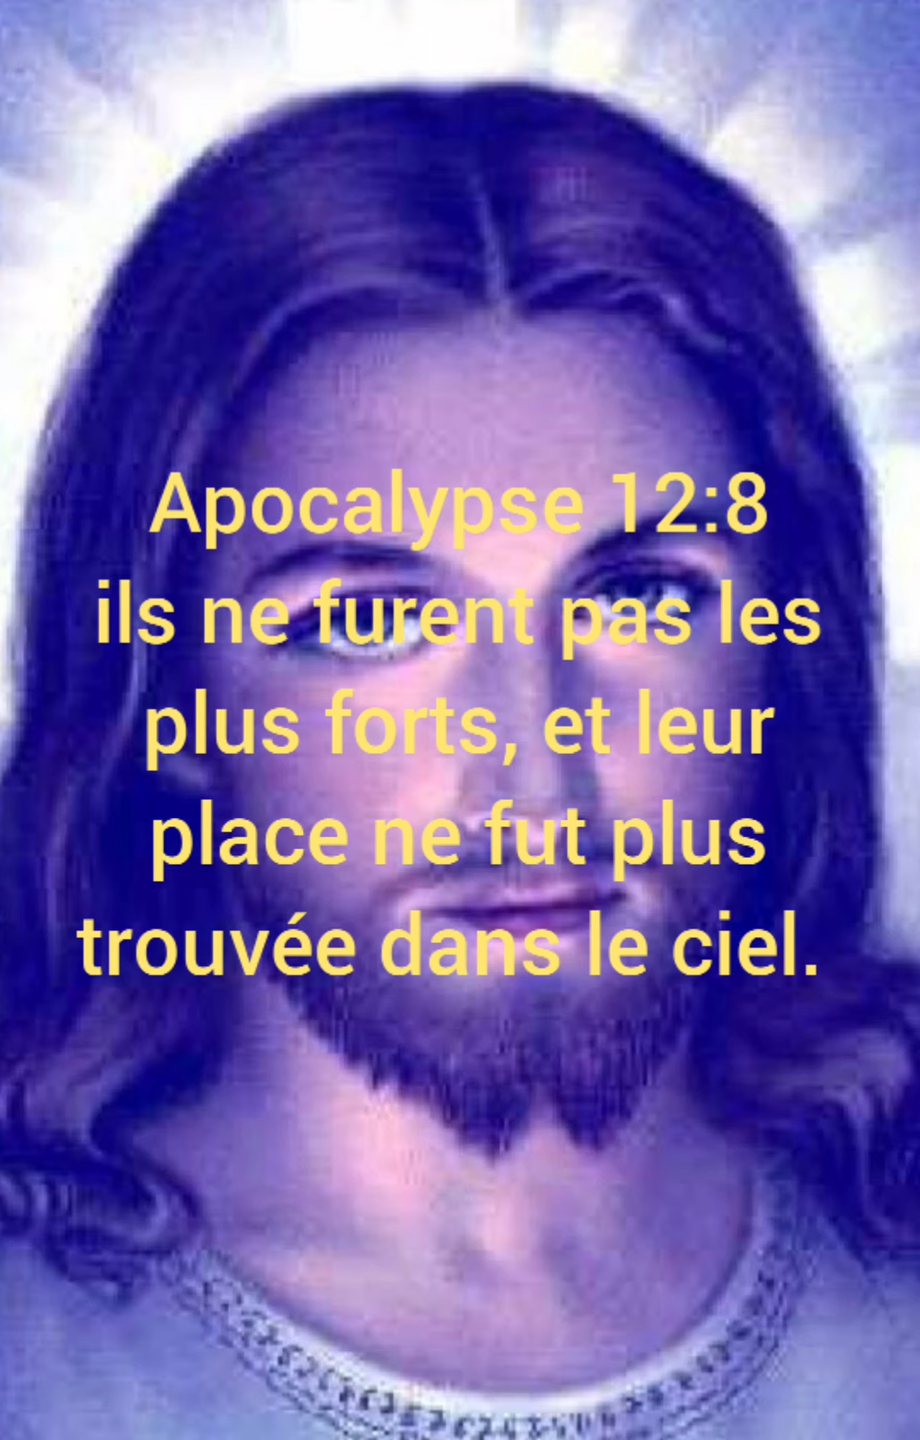 Apocalypse 12:8
ils ne furent pas les
plus forts, et leur
place ne fut plus
trouvée dans le ciel.